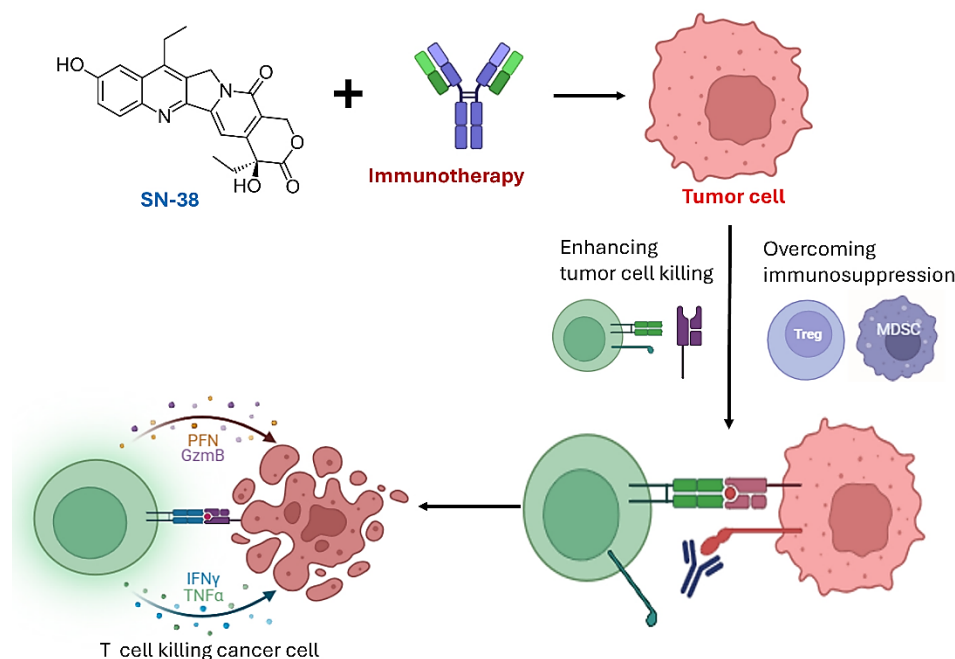 HO
N
N
O
O
HO
O
SN-38
+
Immunotherapy
Tumor cell
Enhancing
tumor cell killing
Overcoming
immunosuppression
Treg
MDSC
PFN
GzmB
IFNγ
TNFα
T cell killing cancer cell